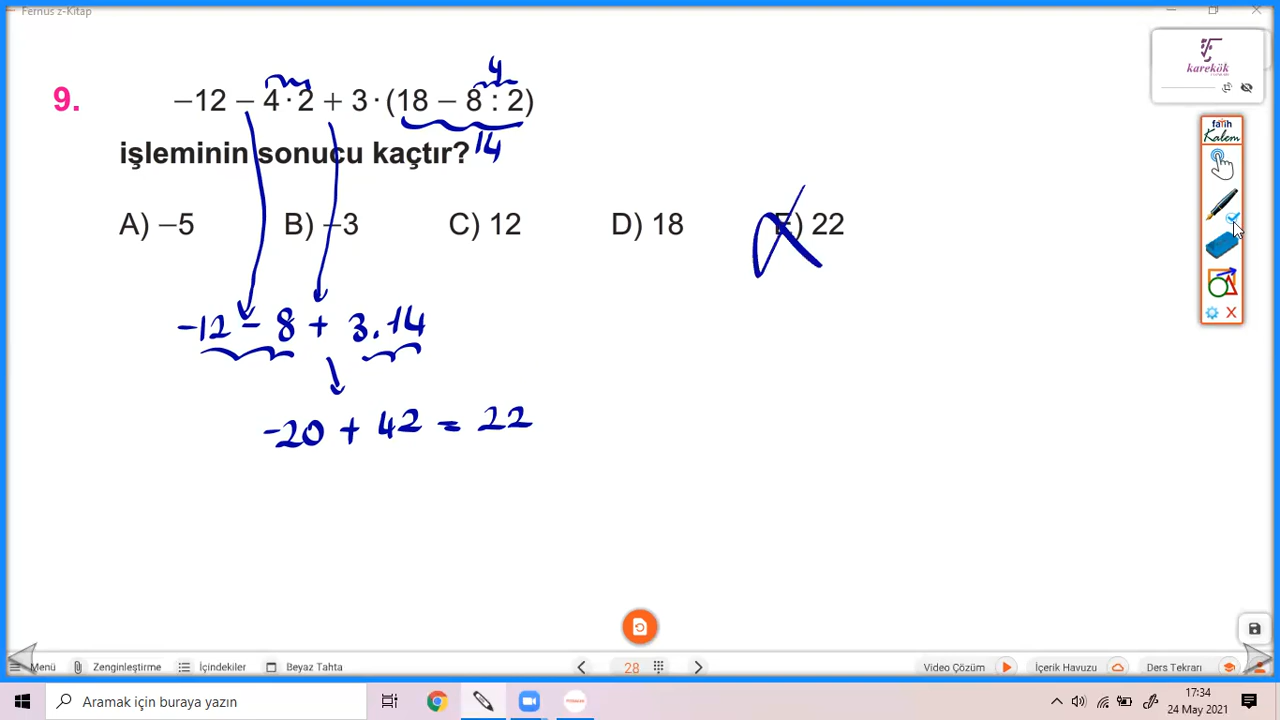 Fernus z-Kitap
karekök
4
9. −12 − 4 · 2 + 3 · (18 − 8 : 2)
14
işleminin sonucu kaçtır?
A) −5 B) −3 C) 12 D) 18 E) 22
-12 - 8 + 3.14
-20 + 42 = 22
fatih
Kalem
Menü Zenginleştirme İçindekiler Beyaz Tahta 28 Video Çözüm İçerik Havuzu Ders Tekrarı
Aramak için buraya yazın
17:34
24 May 2021